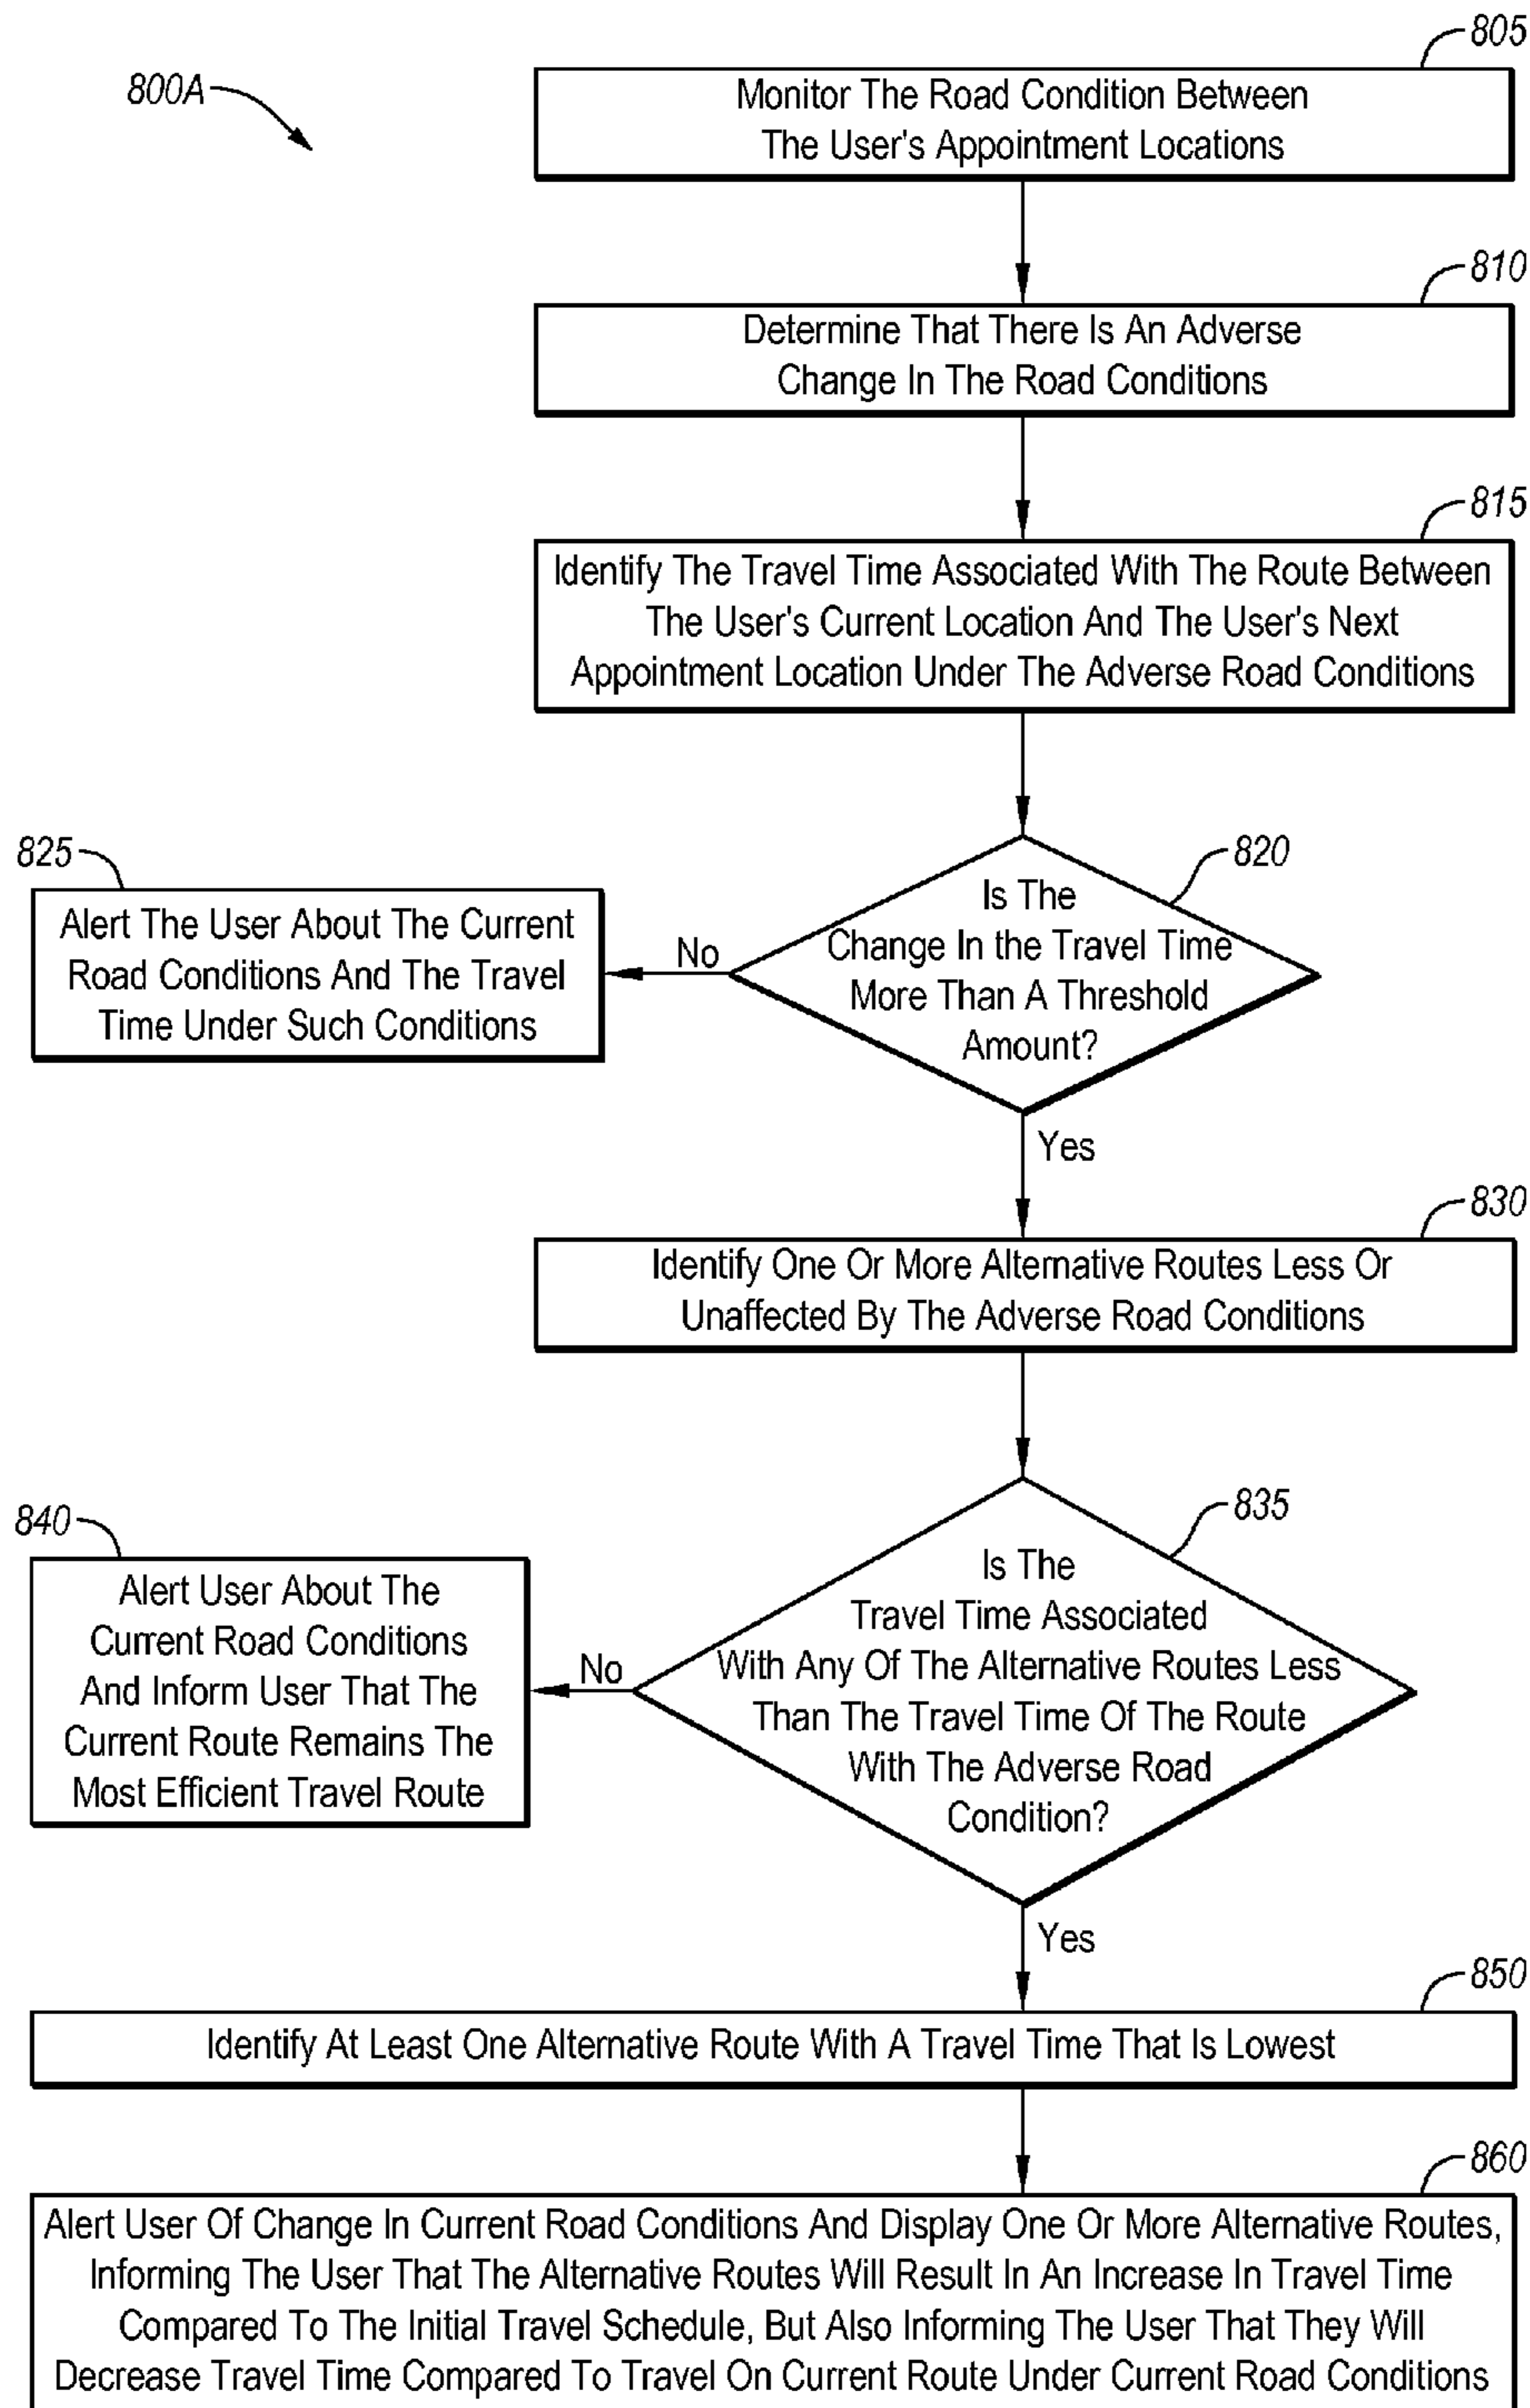 800A
805
Monitor The Road Condition Between
The User's Appointment Locations
810
Determine That There Is An Adverse
Change In The Road Conditions
815
Identify The Travel Time Associated With The Route Between
The User's Current Location And The User's Next
Appointment Location Under The Adverse Road Conditions
820
Is The
Change In the Travel Time
More Than A Threshold
Amount?
No
825
Alert The User About The Current
Road Conditions And The Travel
Time Under Such Conditions
Yes
830
Identify One Or More Alternative Routes Less Or
Unaffected By The Adverse Road Conditions
835
Is The
Travel Time Associated
With Any Of The Alternative Routes Less
Than The Travel Time Of The Route
With The Adverse Road
Condition?
No
840
Alert User About The
Current Road Conditions
And Inform User That The
Current Route Remains The
Most Efficient Travel Route
Yes
850
Identify At Least One Alternative Route With A Travel Time That Is Lowest
860
Alert User Of Change In Current Road Conditions And Display One Or More Alternative Routes,
Informing The User That The Alternative Routes Will Result In An Increase In Travel Time
Compared To The Initial Travel Schedule, But Also Informing The User That They Will
Decrease Travel Time Compared To Travel On Current Route Under Current Road Conditions